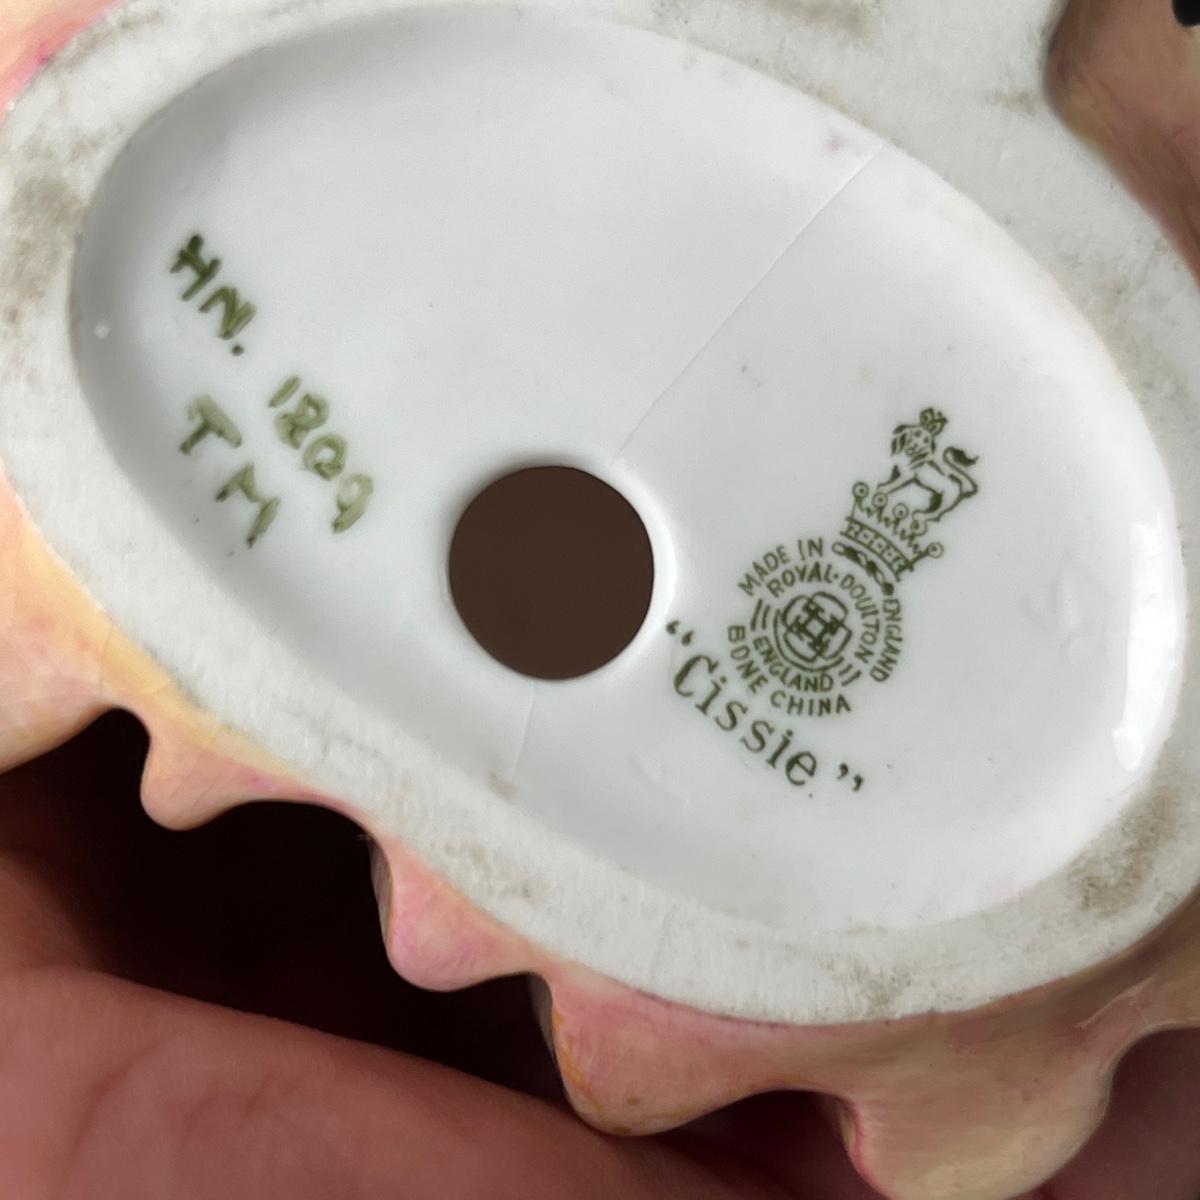 HN. 1809
TM
MADE IN ENGLAND
ROYAL·DOULTON
ENGLAND
BONE CHINA
"Cissie"